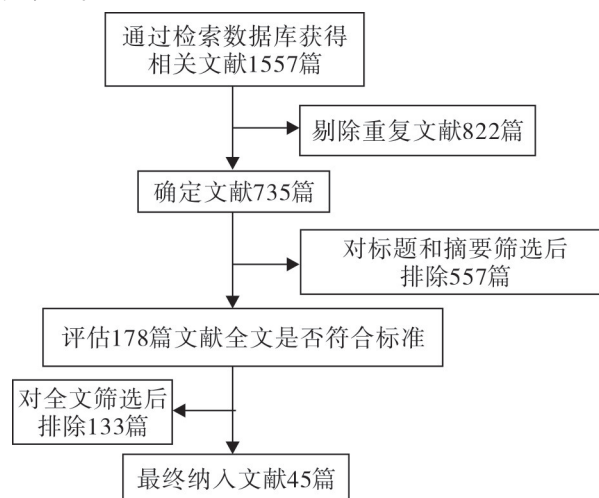 通过检索数据库获得
相关文献1557篇
剔除重复文献822篇
确定文献735篇
对标题和摘要筛选后
排除557篇
评估178篇文献全文是否符合标准
对全文筛选后
排除133篇
最终纳入文献45篇